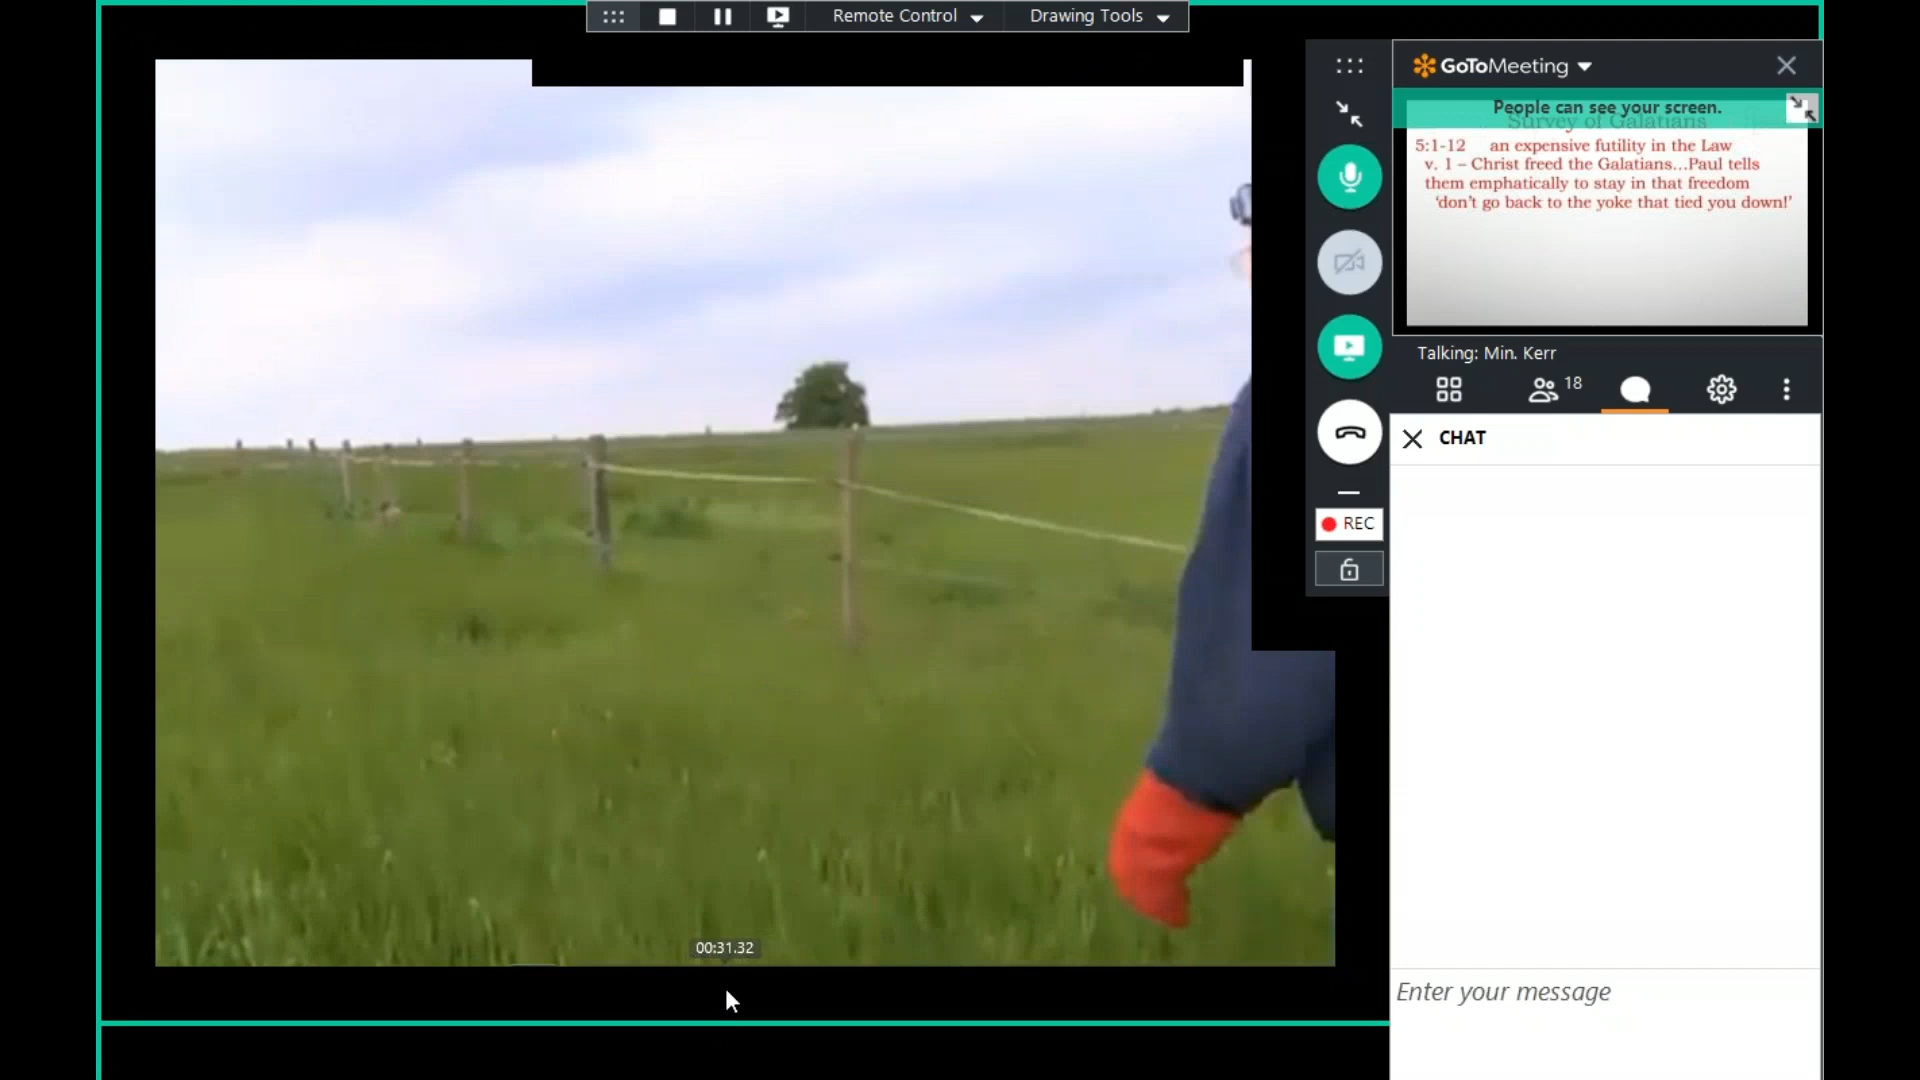 Remote Control
Drawing Tools
GoToMeeting
People can see your screen.
Survey of Galatians
5:1-12 an expensive futility in the Law
v. 1 – Christ freed the Galatians...Paul tells
them emphatically to stay in that freedom
‘don't go back to the yoke that tied you down!’
Talking: Min. Kerr
18
CHAT
REC
00:31.32
Enter your message